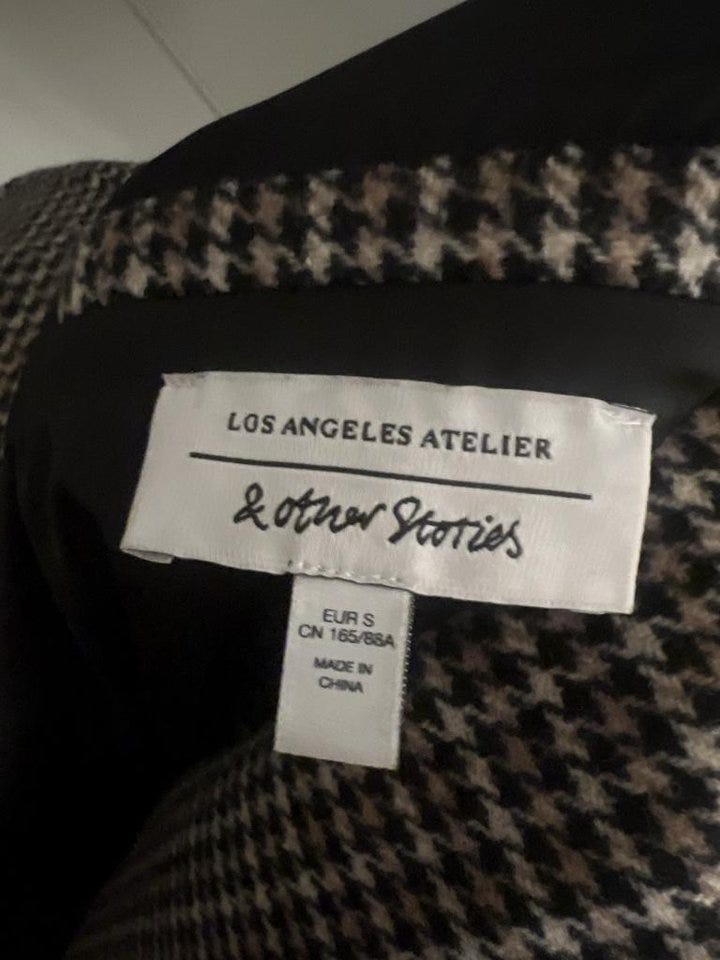 LOS ANGELES ATELIER
& other Stories
EUR S
CN 165/88A
MADE IN
CHINA